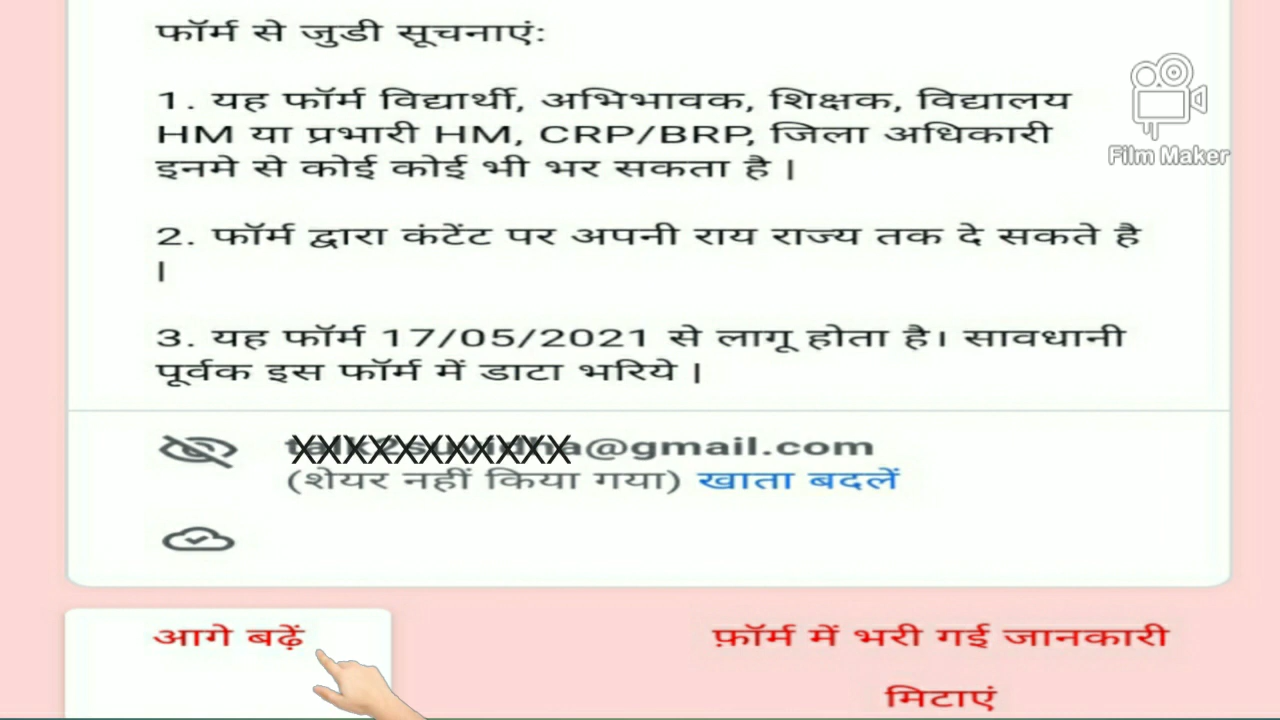 फॉर्म से जुडी सूचनाएं:
1. यह फॉर्म विद्यार्थी, अभिभावक, शिक्षक, विद्यालय
HM या प्रभारी HM, CRP/BRP, जिला अधिकारी
इनमे से कोई कोई भी भर सकता है |
Film Maker
2. फॉर्म द्वारा कंटेंट पर अपनी राय राज्य तक दे सकते है
|
3. यह फॉर्म 17/05/2021 से लागू होता है। सावधानी
पूर्वक इस फॉर्म में डाटा भरिये |
@gmail.com
(शेयर नहीं किया गया) खाता बदलें
आगे बढ़ें
फ़ॉर्म में भरी गई जानकारी
मिटाएं